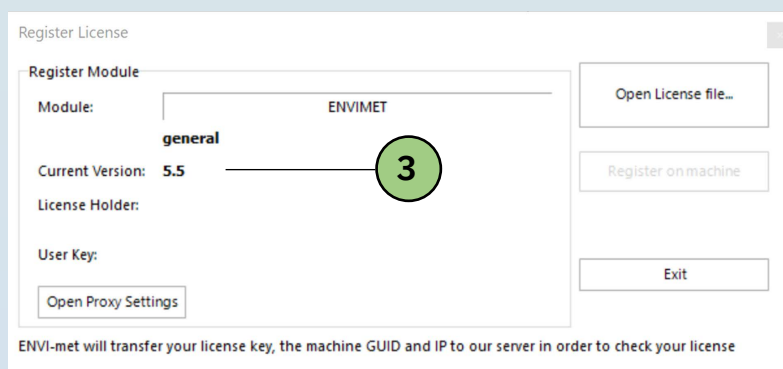 Register License
Register Module
Module: ENVIMET
general
Current Version: 5.5
3
License Holder:
User Key:
Open Proxy Settings
Open License file...
Register on machine
Exit
ENVI-met will transfer your license key, the machine GUID and IP to our server in order to check your license